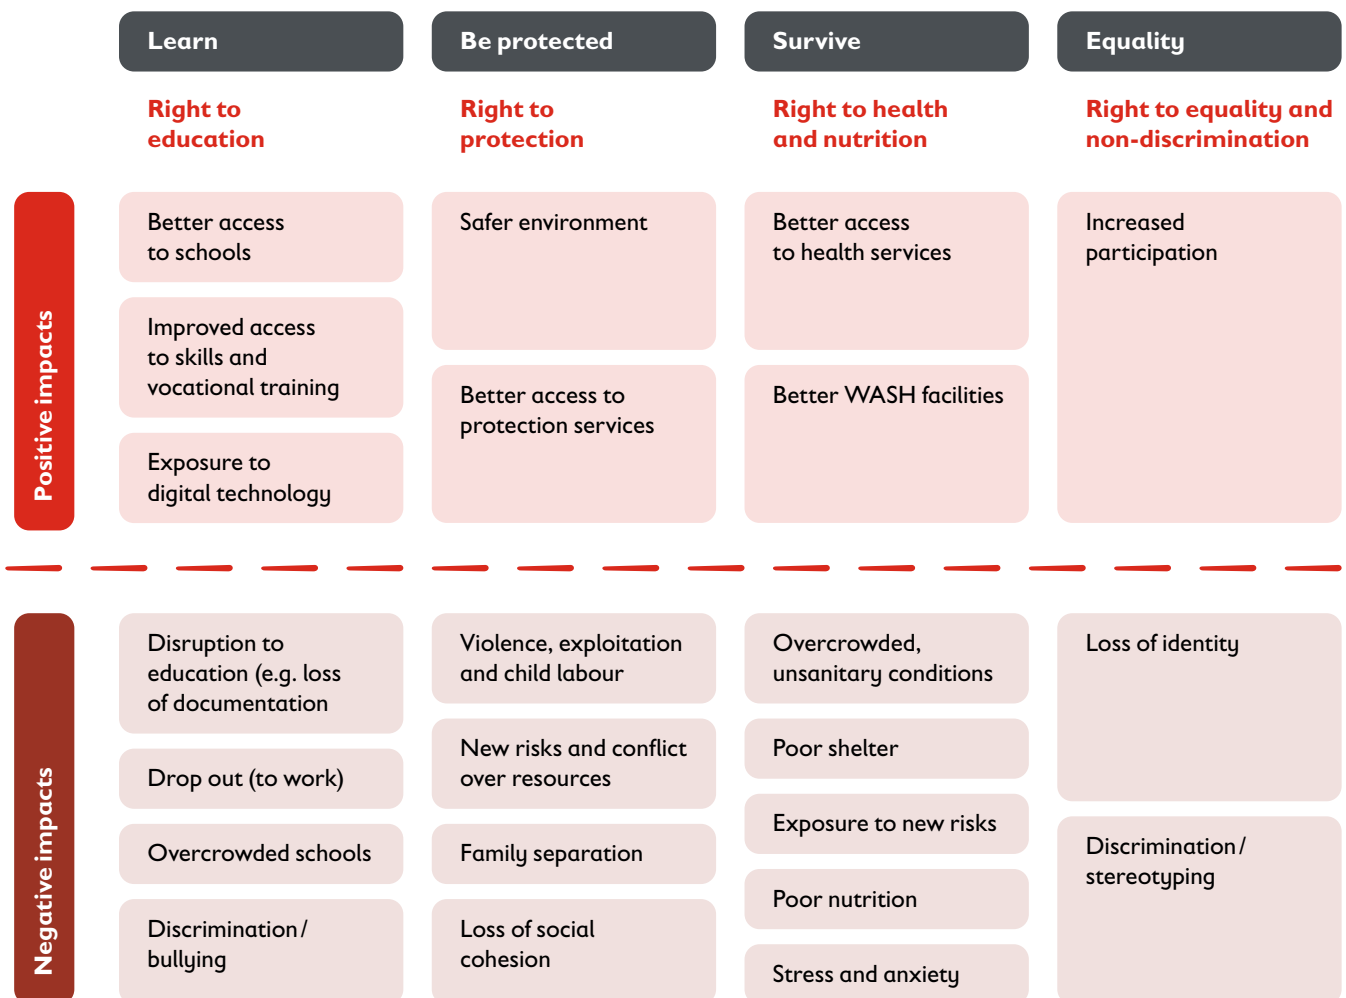 Learn
Be protected
Survive
Equality
Right to
education
Right to
protection
Right to health
and nutrition
Right to equality and
non-discrimination
Positive impacts
Better access
to schools
Improved access
to skills and
vocational training
Exposure to
digital technology
Safer environment
Better access to
protection services
Better access
to health services
Better WASH facilities
Increased
participation
Negative impacts
Disruption to
education (e.g. loss
of documentation
Drop out (to work)
Overcrowded schools
Discrimination/
bullying
Violence, exploitation
and child labour
New risks and conflict
over resources
Family separation
Loss of social
cohesion
Overcrowded,
unsanitary conditions
Poor shelter
Exposure to new risks
Poor nutrition
Stress and anxiety
Loss of identity
Discrimination/
stereotyping